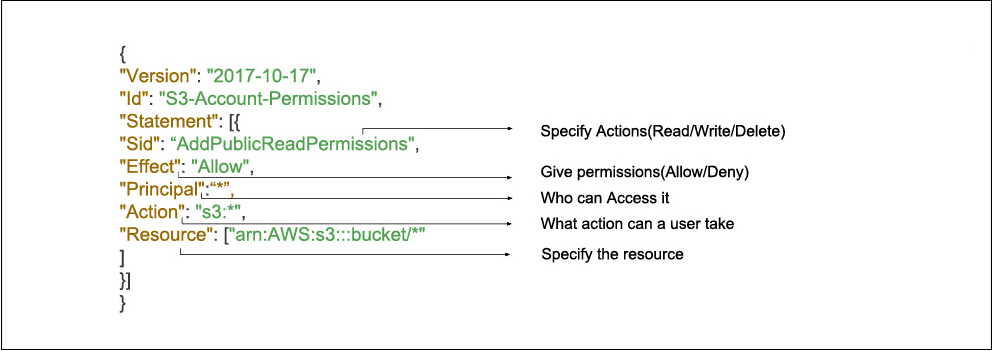 {
"Version": "2017-10-17",
"Id": "S3-Account-Permissions",
"Statement": [{
Specify Actions(Read/Write/Delete)
"Sid": “AddPublicReadPermissions",
"Effect": "Allow",
Give permissions(Allow/Deny)
"Principal":“*”,
Who can Access it
"Action": "s3:*",
What action can a user take
"Resource": ["arn:AWS:s3:::bucket/*"
Specify the resource
]
}]
}